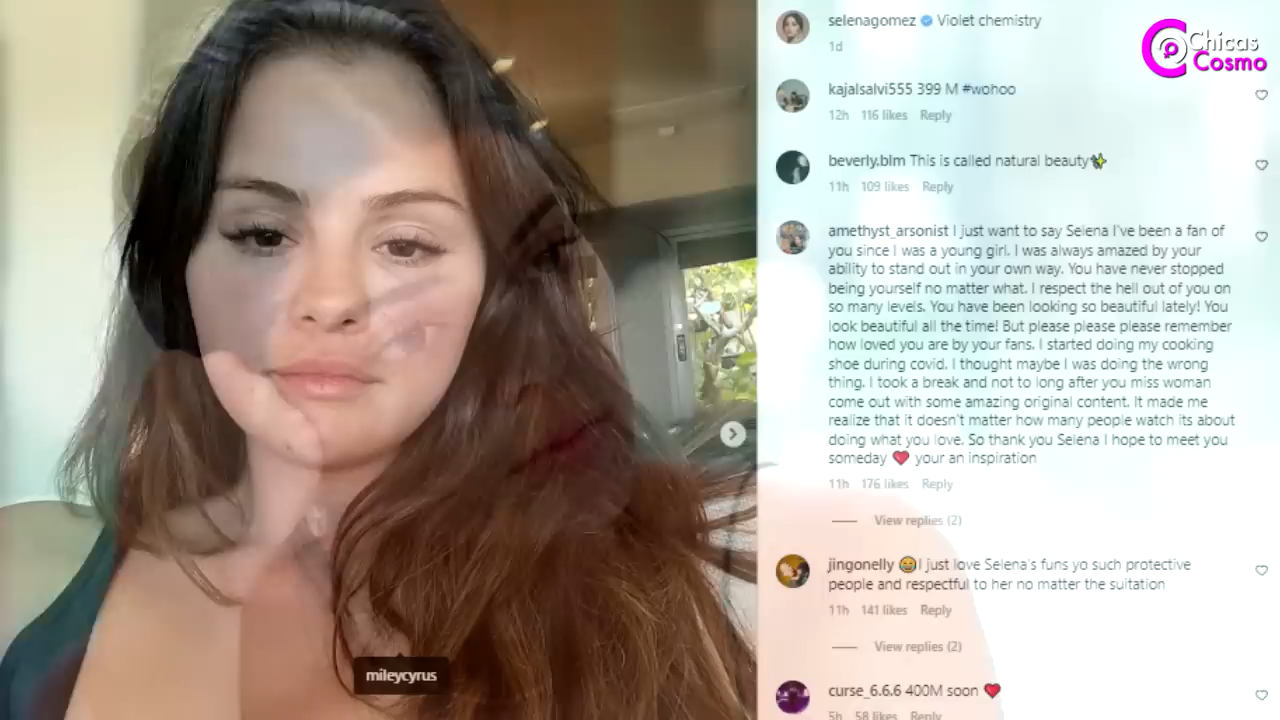 selenagomez Violet chemistry
1d
Chicas
Cosmo
kajalsalvi555 399 M #wohoo
12h 116 likes Reply
beverly.blm This is called natural beauty✨
11h 109 likes Reply
amethyst_arsonist I just want to say Selena I've been a fan of
you since I was a young girl. I was always amazed by your
ability to stand out in your own way. You have never stopped
being yourself no matter what. I respect the hell out of you on
so many levels. You have been looking so beautiful lately! You
look beautiful all the time! But please please please remember
how loved you are by your fans. I started doing my cooking
shoe during covid. I thought maybe I was doing the wrong
thing. I took a break and not to long after you miss woman
come out with some amazing original content. It made me
realize that it doesn't matter how many people watch its about
doing what you love. So thank you Selena I hope to meet you
someday ❤️ your an inspiration
11h 176 likes Reply
View replies (2)
jingonelly 😂I just love Selena's funs yo such protective
people and respectful to her no matter the suitation
11h 141 likes Reply
View replies (2)
curse_6.6.6 400M soon ❤️
5h 58 likes Reply
mileycyrus